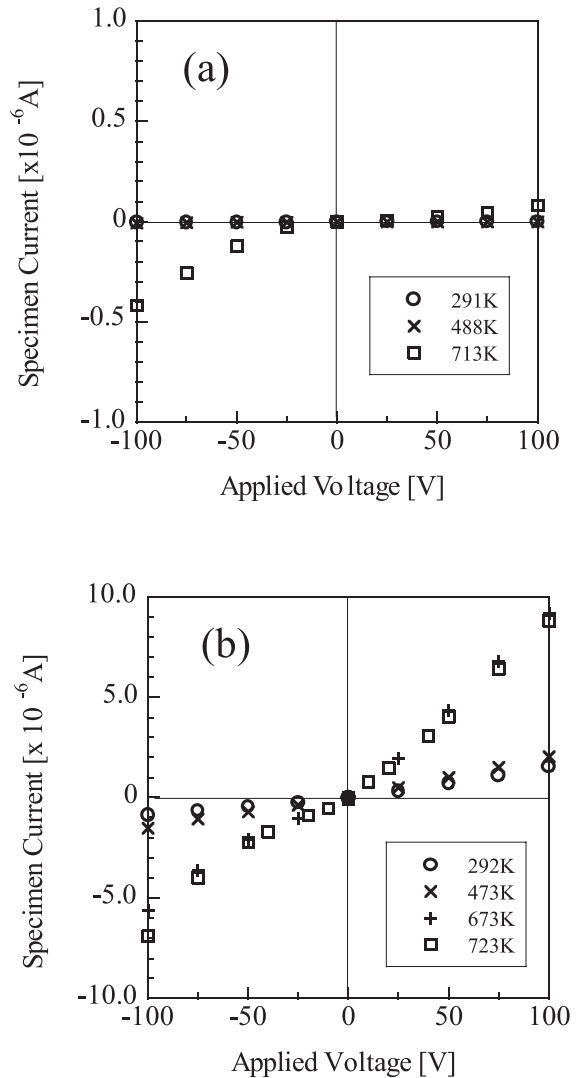 (a)
Specimen Current [x10 -6A]
1.0
0.5
0
-0.5
-1.0
-100 -50 0 50 100
Applied Voltage [V]
291K
488K
713K
(b)
Specimen Current [x 10 -6A]
10.0
5.0
0
-5.0
-10.0
-100 -50 0 50 100
Applied Voltage [V]
292K
473K
673K
723K